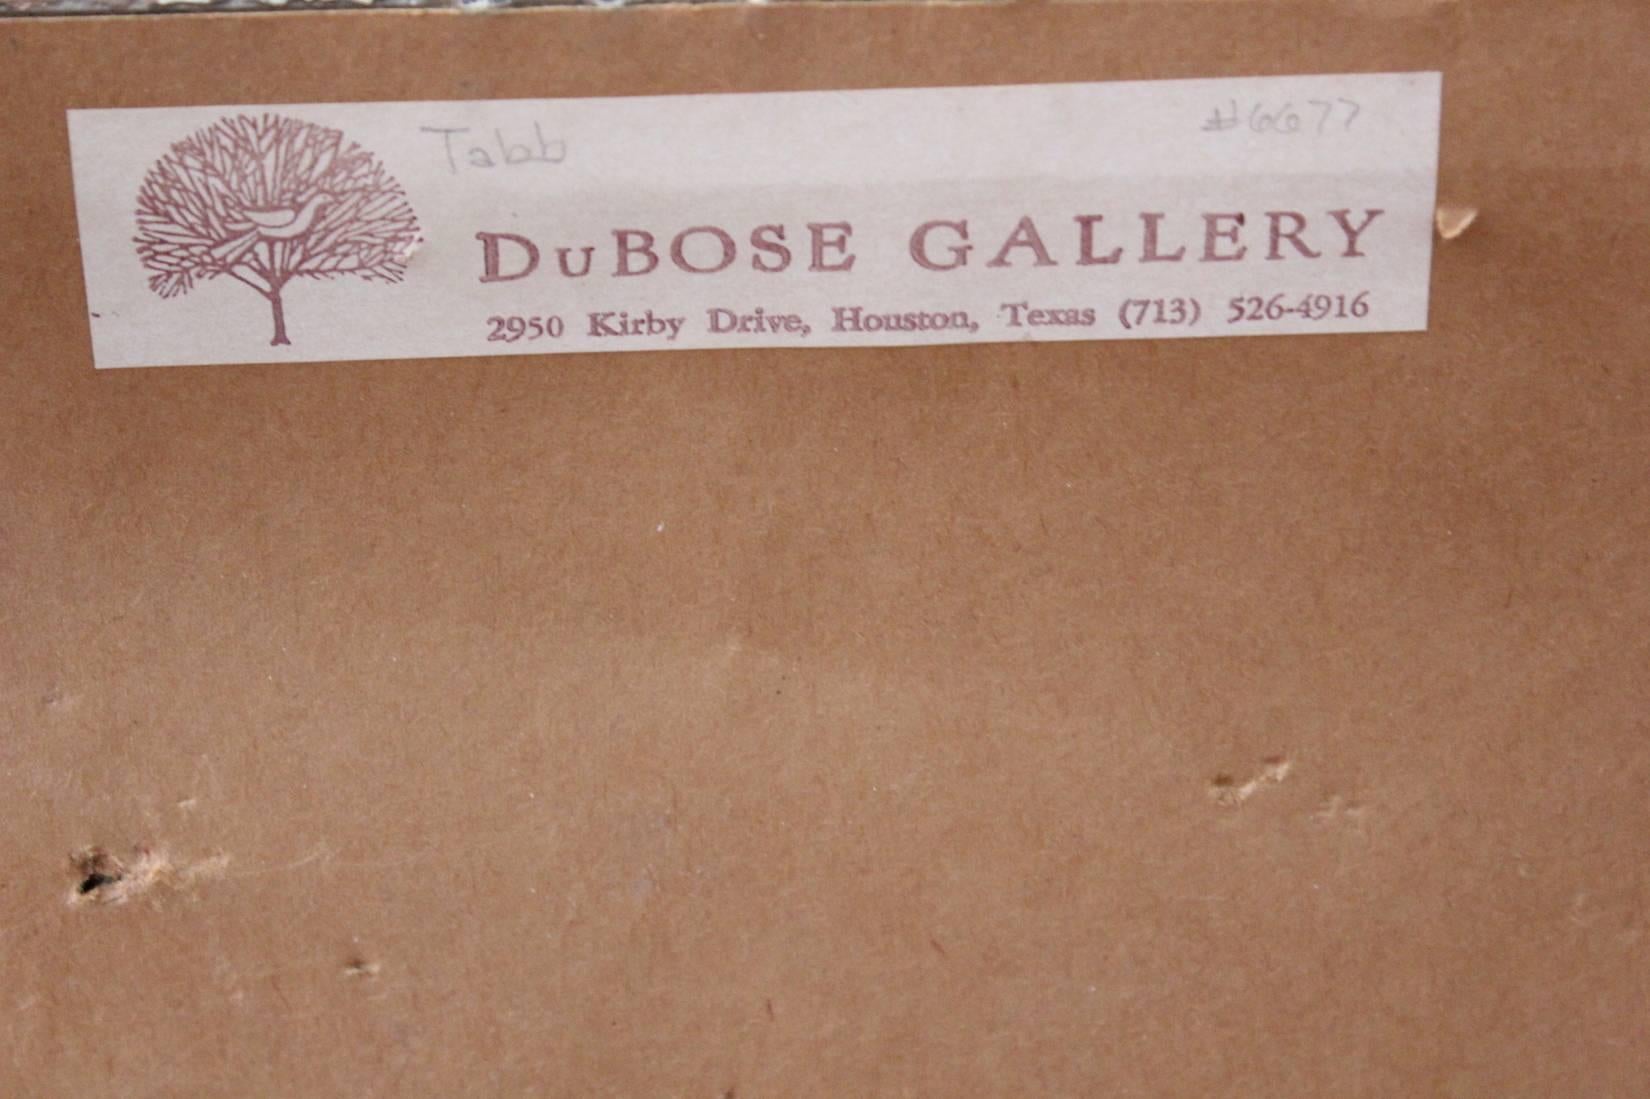 Tabb #6677
DuBOSE GALLERY
2950 Kirby Drive, Houston, Texas (713) 526-4916